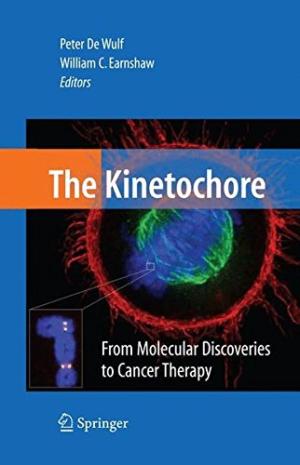 Peter De Wulf
William C. Earnshaw
Editors
The Kinetochore
From Molecular Discoveries
to Cancer Therapy
Springer